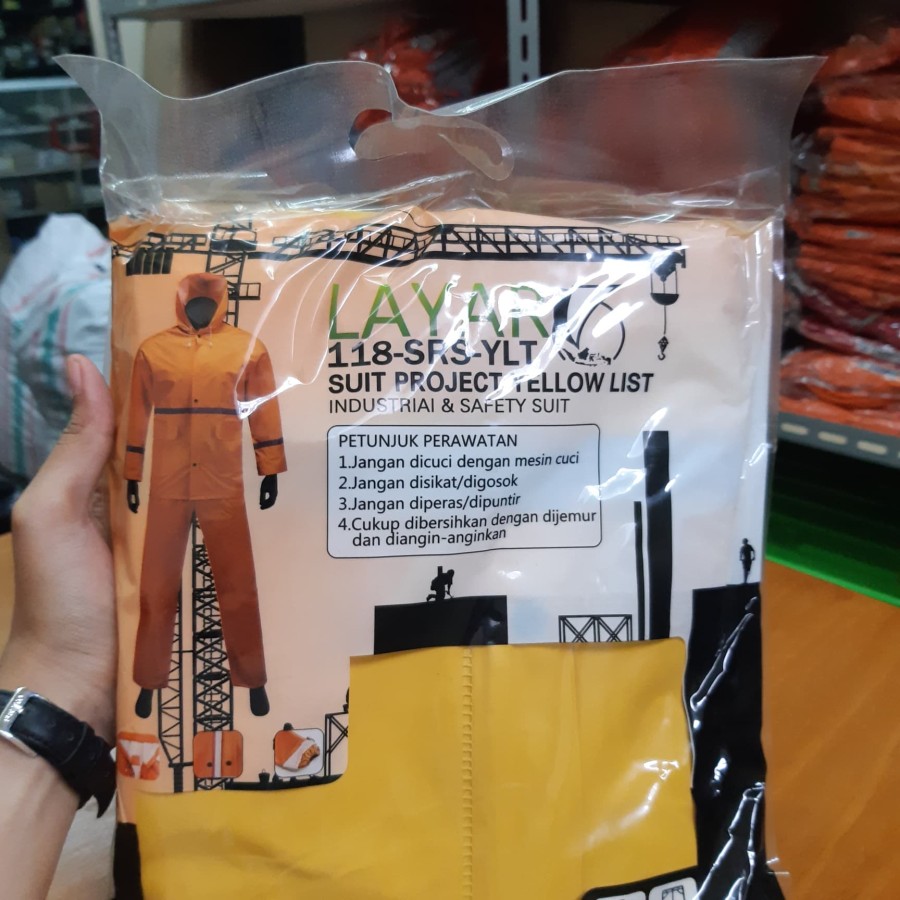 LAYAR
118-SRS-YLT
SUIT PROJECT YELLOW LIST
INDUSTRIAl & SAFETY SUIT
PETUNJUK PERAWATAN
1.Jangan dicuci dengan mesin cuci
2.Jangan disikat/digosok
3.Jangan diperas/dipuntir
4.Cukup dibersihkan dengan dijemur
dan diangin-anginkan